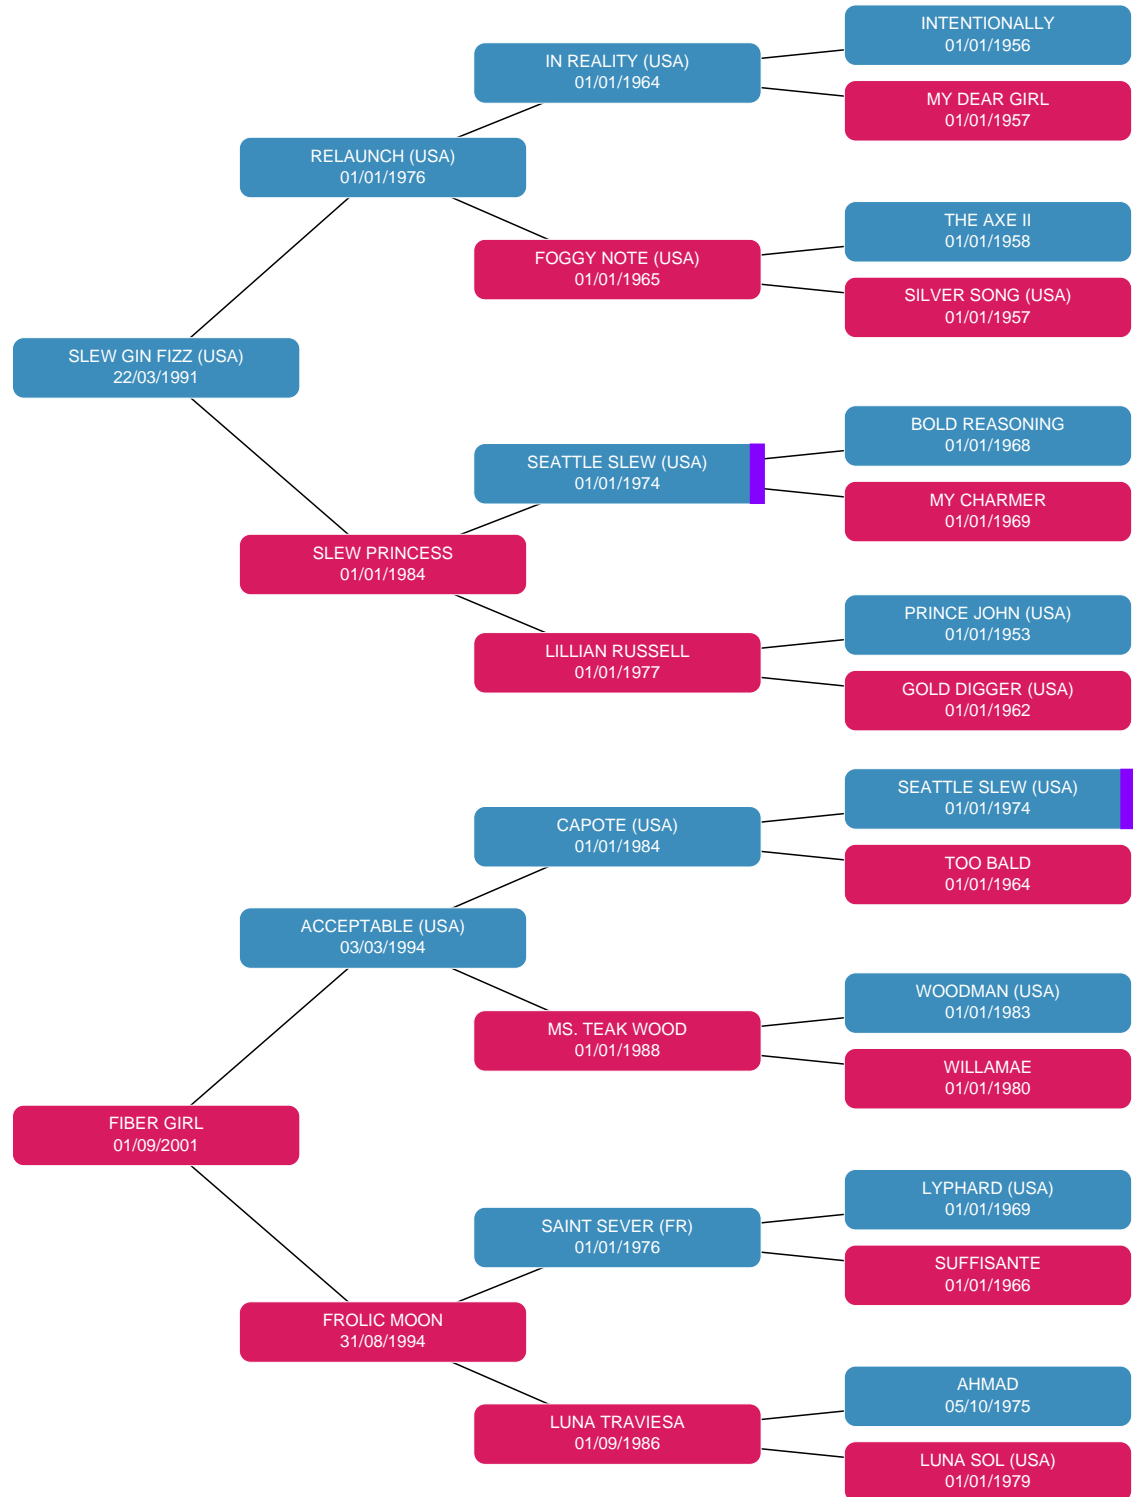 INTENTIONALLY
01/01/1956
IN REALITY (USA)
01/01/1964
MY DEAR GIRL
01/01/1957
RELAUNCH (USA)
01/01/1976
THE AXE II
01/01/1958
FOGGY NOTE (USA)
01/01/1965
SILVER SONG (USA)
01/01/1957
SLEW GIN FIZZ (USA)
22/03/1991
BOLD REASONING
01/01/1968
SEATTLE SLEW (USA)
01/01/1974
MY CHARMER
01/01/1969
SLEW PRINCESS
01/01/1984
PRINCE JOHN (USA)
01/01/1953
LILLIAN RUSSELL
01/01/1977
GOLD DIGGER (USA)
01/01/1962
SEATTLE SLEW (USA)
01/01/1974
CAPOTE (USA)
01/01/1984
TOO BALD
01/01/1964
ACCEPTABLE (USA)
03/03/1994
WOODMAN (USA)
01/01/1983
MS. TEAK WOOD
01/01/1988
WILLAMAE
01/01/1980
FIBER GIRL
01/09/2001
LYPHARD (USA)
01/01/1969
SAINT SEVER (FR)
01/01/1976
SUFFISANTE
01/01/1966
FROLIC MOON
31/08/1994
AHMAD
05/10/1975
LUNA TRAVIESA
01/09/1986
LUNA SOL (USA)
01/01/1979